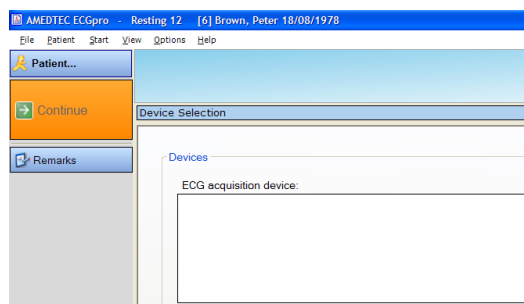 AMEDTEC ECGpro - Resting 12 [6] Brown, Peter 18/08/1978
File Patient Start View Options Help
Patient...
Continue
Device Selection
Remarks
Devices
ECG acquisition device: